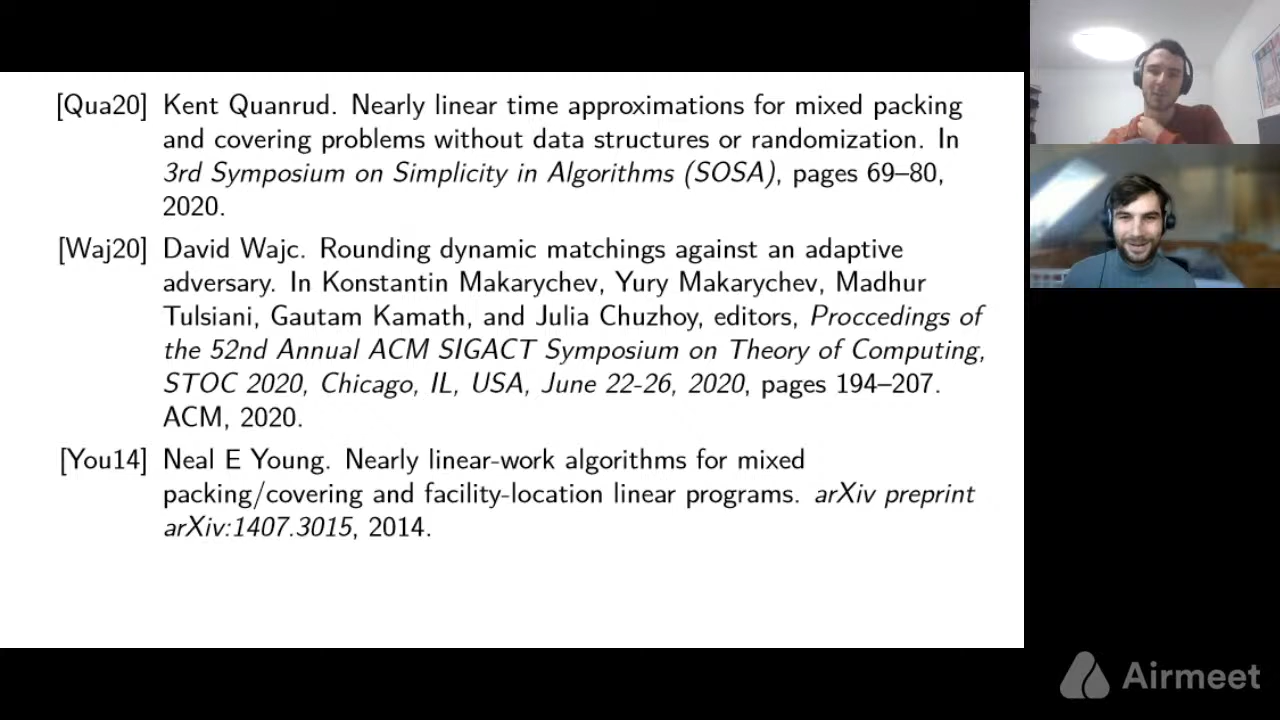 [Qua20] Kent Quanrud. Nearly linear time approximations for mixed packing
and covering problems without data structures or randomization. In
3rd Symposium on Simplicity in Algorithms (SOSA), pages 69–80,
2020.
[Waj20] David Wajc. Rounding dynamic matchings against an adaptive
adversary. In Konstantin Makarychev, Yury Makarychev, Madhur
Tulsiani, Gautam Kamath, and Julia Chuzhoy, editors, Proccedings of
the 52nd Annual ACM SIGACT Symposium on Theory of Computing,
STOC 2020, Chicago, IL, USA, June 22-26, 2020, pages 194–207.
ACM, 2020.
[You14] Neal E Young. Nearly linear-work algorithms for mixed
packing/covering and facility-location linear programs. arXiv preprint
arXiv:1407.3015, 2014.
Airmeet